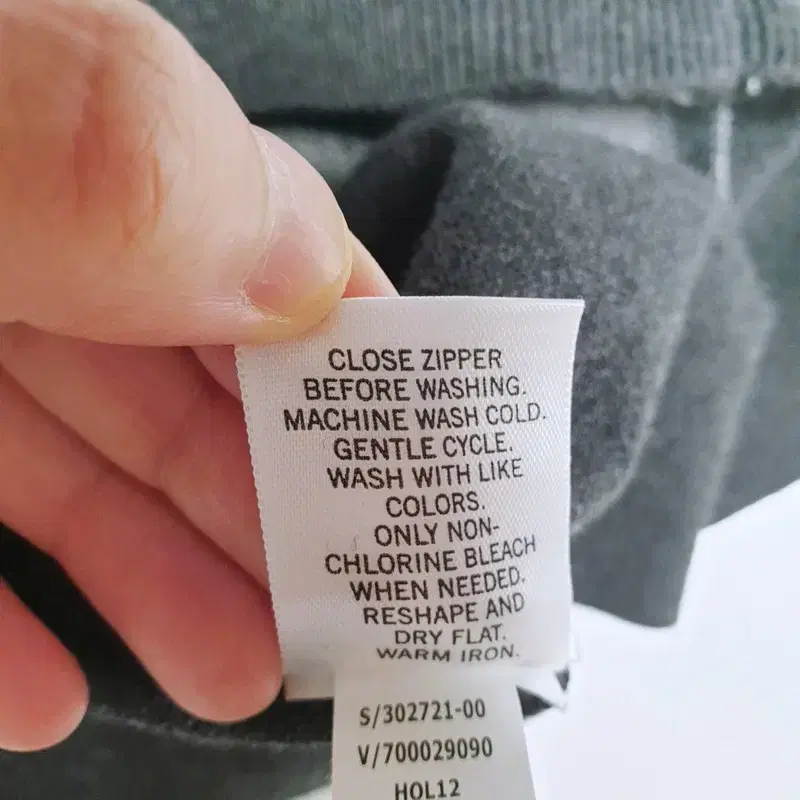 CLOSE ZIPPER
BEFORE WASHING.
MACHINE WASH COLD.
GENTLE CYCLE.
WASH WITH LIKE
COLORS.
ONLY NON-
CHLORINE BLEACH
WHEN NEEDED.
RESHAPE AND
DRY FLAT.
WARM IRON.
S/302721-00
V/700029090
HOL12